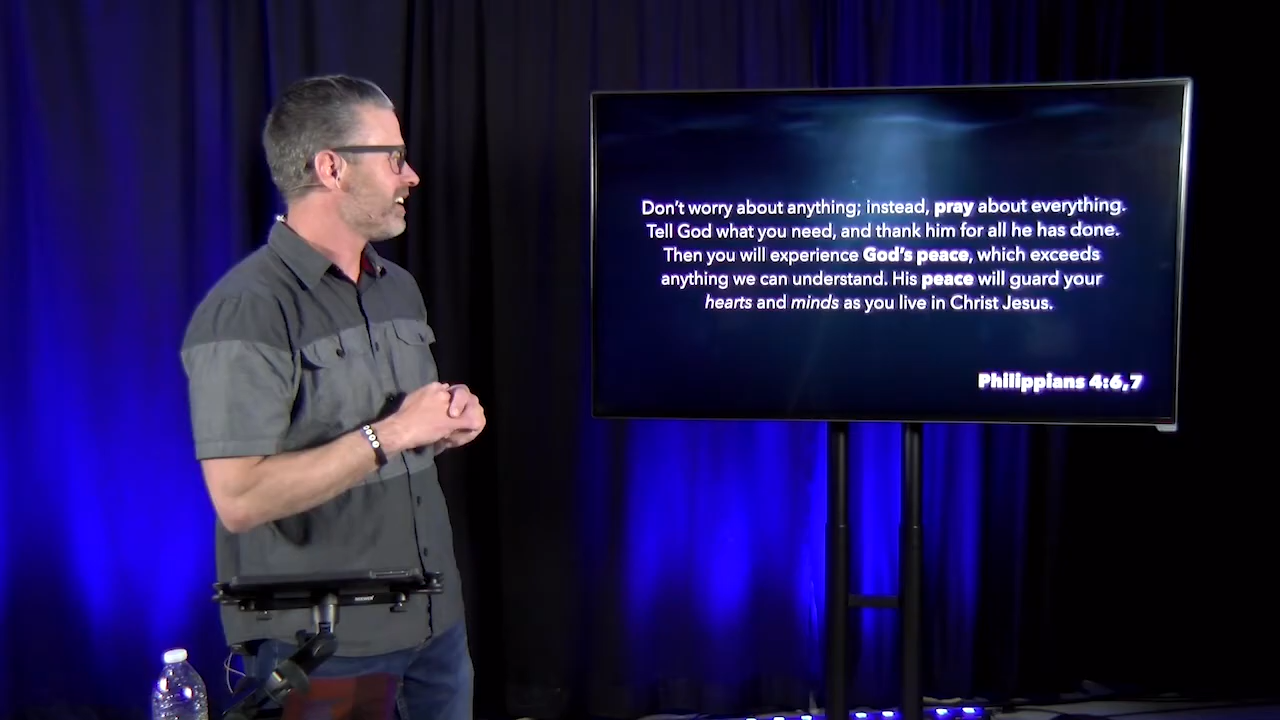 Don't worry about anything; instead, pray about everything.
Tell God what you need, and thank him for all he has done.
Then you will experience God's peace, which exceeds
anything we can understand. His peace will guard your
hearts and minds as you live in Christ Jesus.
Philippians 4:6,7